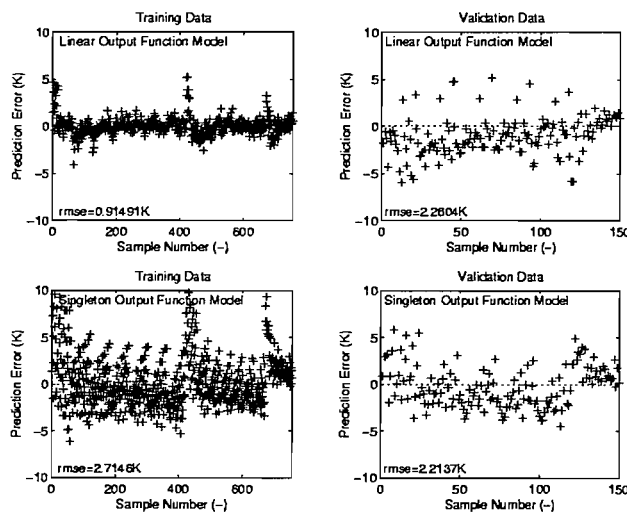 Training Data
Linear Output Function Model
10
5
0
−5
−10
Prediction Error (K)
rmse=0.91491K
0 200 400 600
Sample Number (−)
Validation Data
Linear Output Function Model
10
5
0
−5
−10
Prediction Error (K)
rmse=2.2604K
0 50 100 150
Sample Number (−)
Training Data
Singleton Output Function Model
10
5
0
−5
−10
Prediction Error (K)
rmse=2.7146K
0 200 400 600
Sample Number (−)
Validation Data
Singleton Output Function Model
10
5
0
−5
−10
Prediction Error (K)
rmse=2.2137K
0 50 100 150
Sample Number (−)